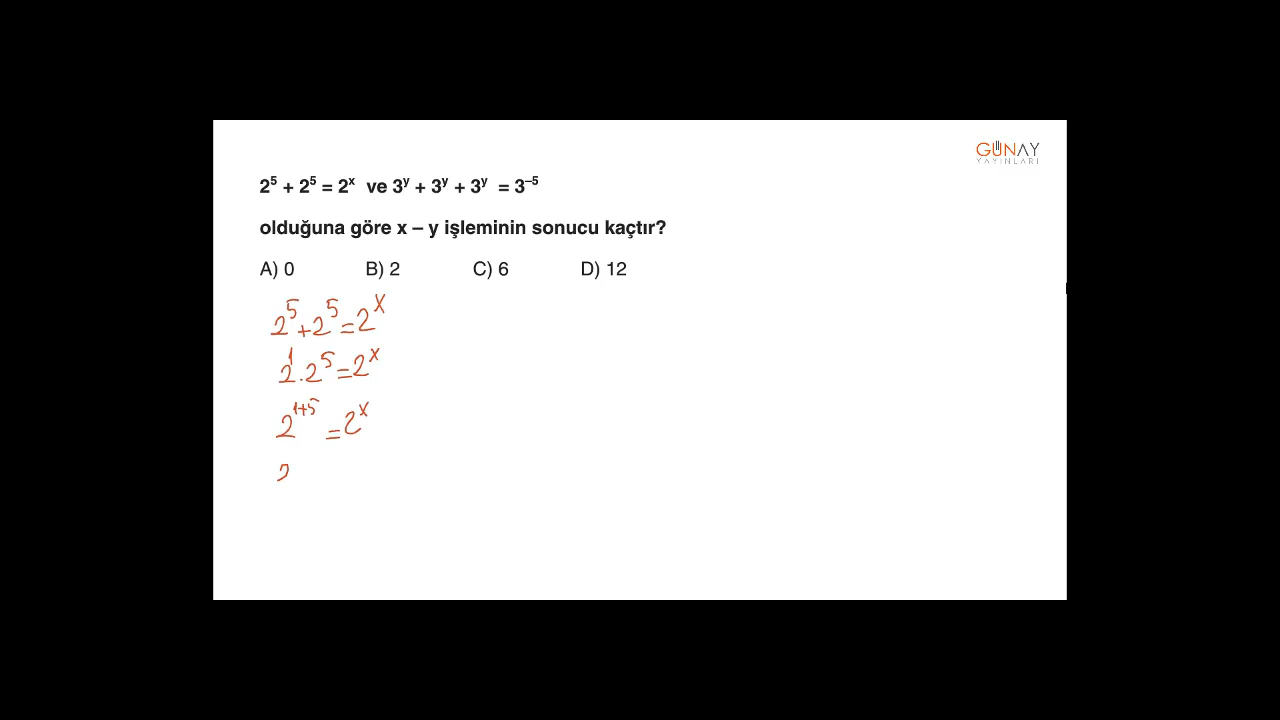 GÜNAY
YAYINLARI
2⁵ + 2⁵ = 2ˣ ve 3ʸ + 3ʸ + 3ʸ = 3⁻⁵
olduğuna göre x – y işleminin sonucu kaçtır?
A) 0 B) 2 C) 6 D) 12
2⁵+2⁵=2ˣ
2¹.2⁵=2ˣ
2¹⁺⁵=2ˣ
2